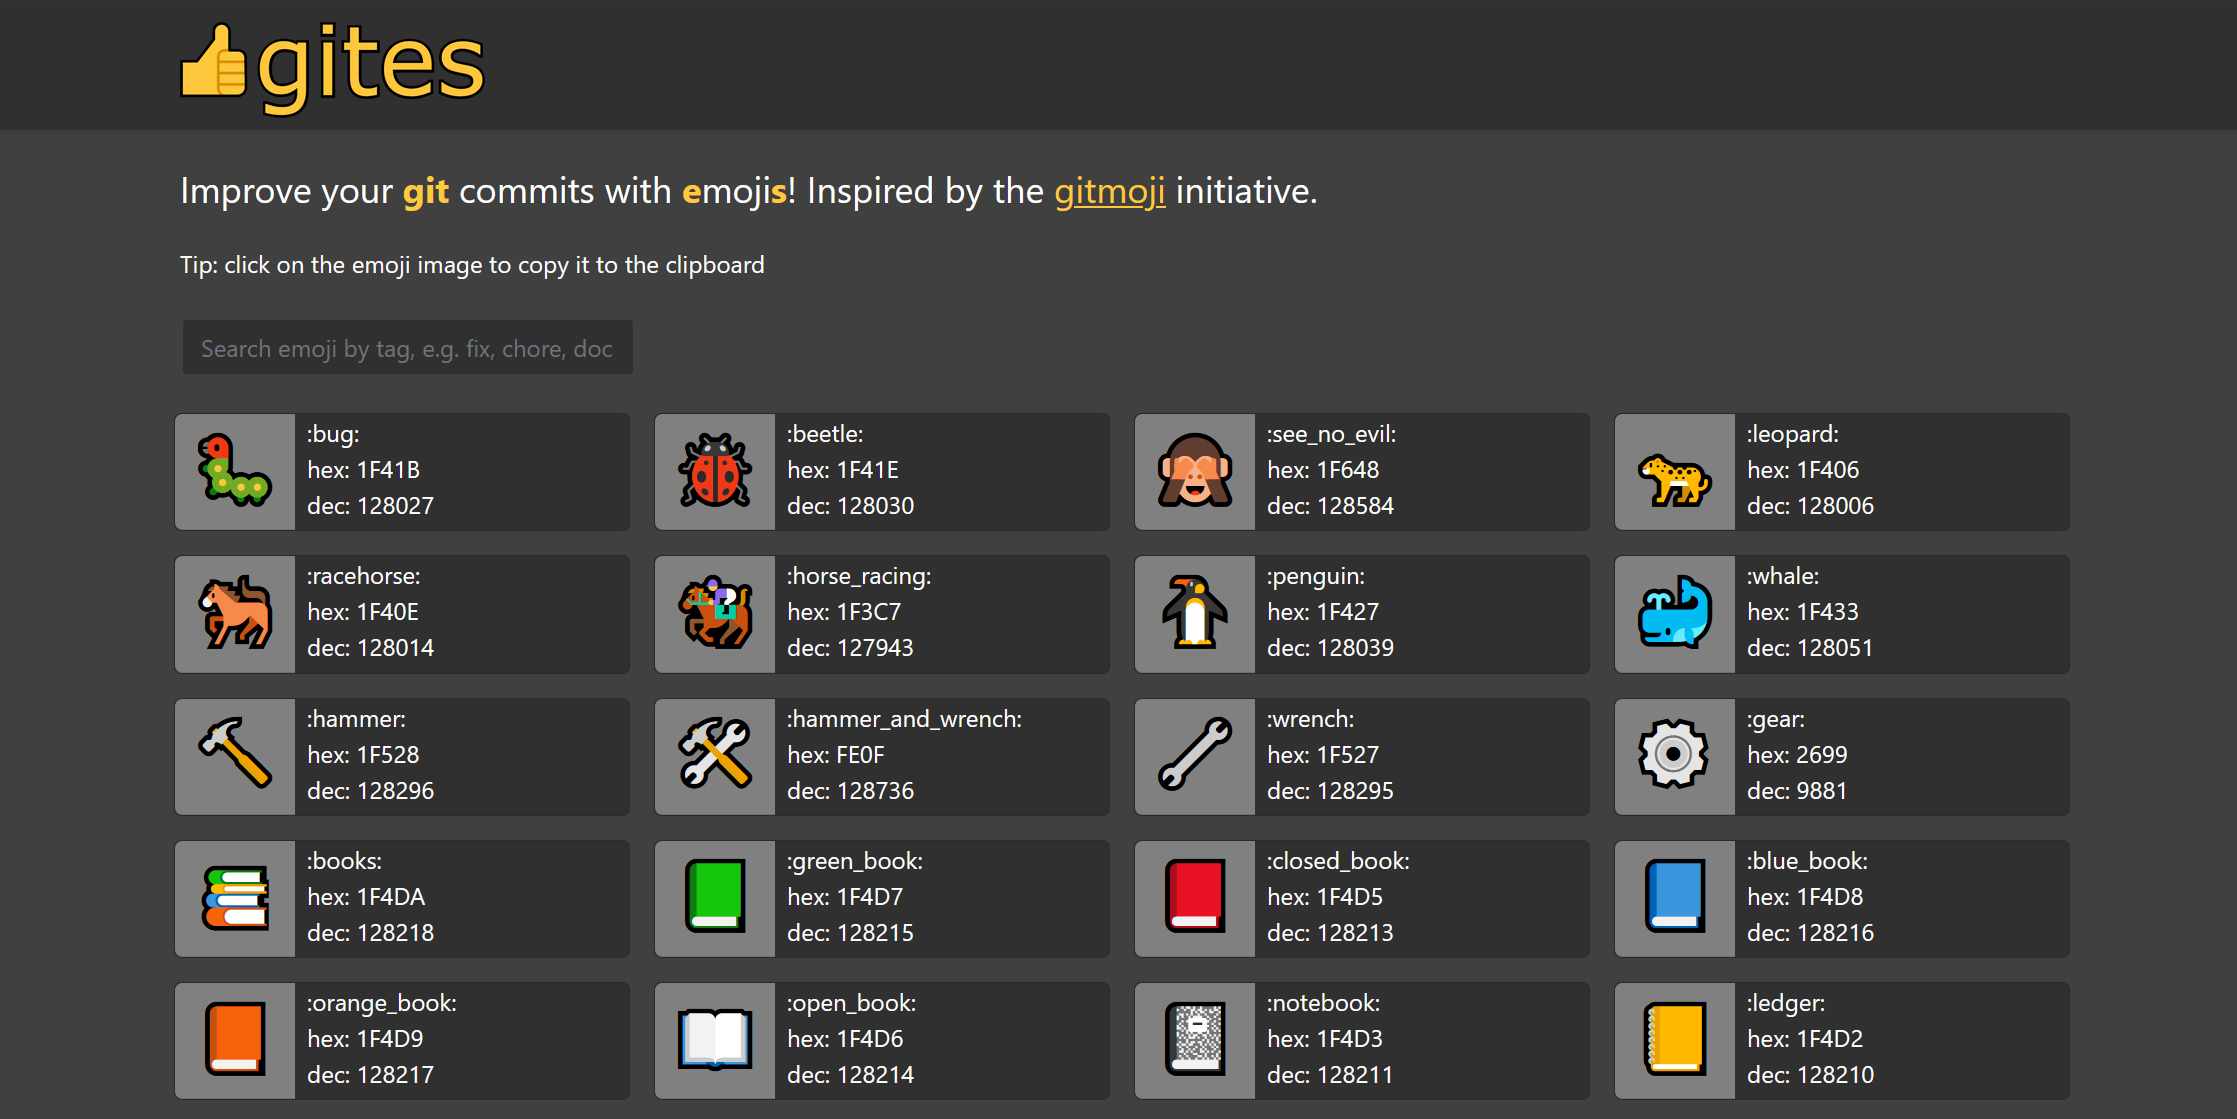 gites
Improve your git commits with emojis! Inspired by the gitmoji initiative.
Tip: click on the emoji image to copy it to the clipboard
Search emoji by tag, e.g. fix, chore, doc
:bug:
hex: 1F41B
dec: 128027
:beetle:
hex: 1F41E
dec: 128030
:see_no_evil:
hex: 1F648
dec: 128584
:leopard:
hex: 1F406
dec: 128006
:racehorse:
hex: 1F40E
dec: 128014
:horse_racing:
hex: 1F3C7
dec: 127943
:penguin:
hex: 1F427
dec: 128039
:whale:
hex: 1F433
dec: 128051
:hammer:
hex: 1F528
dec: 128296
:hammer_and_wrench:
hex: FE0F
dec: 128736
:wrench:
hex: 1F527
dec: 128295
:gear:
hex: 2699
dec: 9881
:books:
hex: 1F4DA
dec: 128218
:green_book:
hex: 1F4D7
dec: 128215
:closed_book:
hex: 1F4D5
dec: 128213
:blue_book:
hex: 1F4D8
dec: 128216
:orange_book:
hex: 1F4D9
dec: 128217
:open_book:
hex: 1F4D6
dec: 128214
:notebook:
hex: 1F4D3
dec: 128211
:ledger:
hex: 1F4D2
dec: 128210